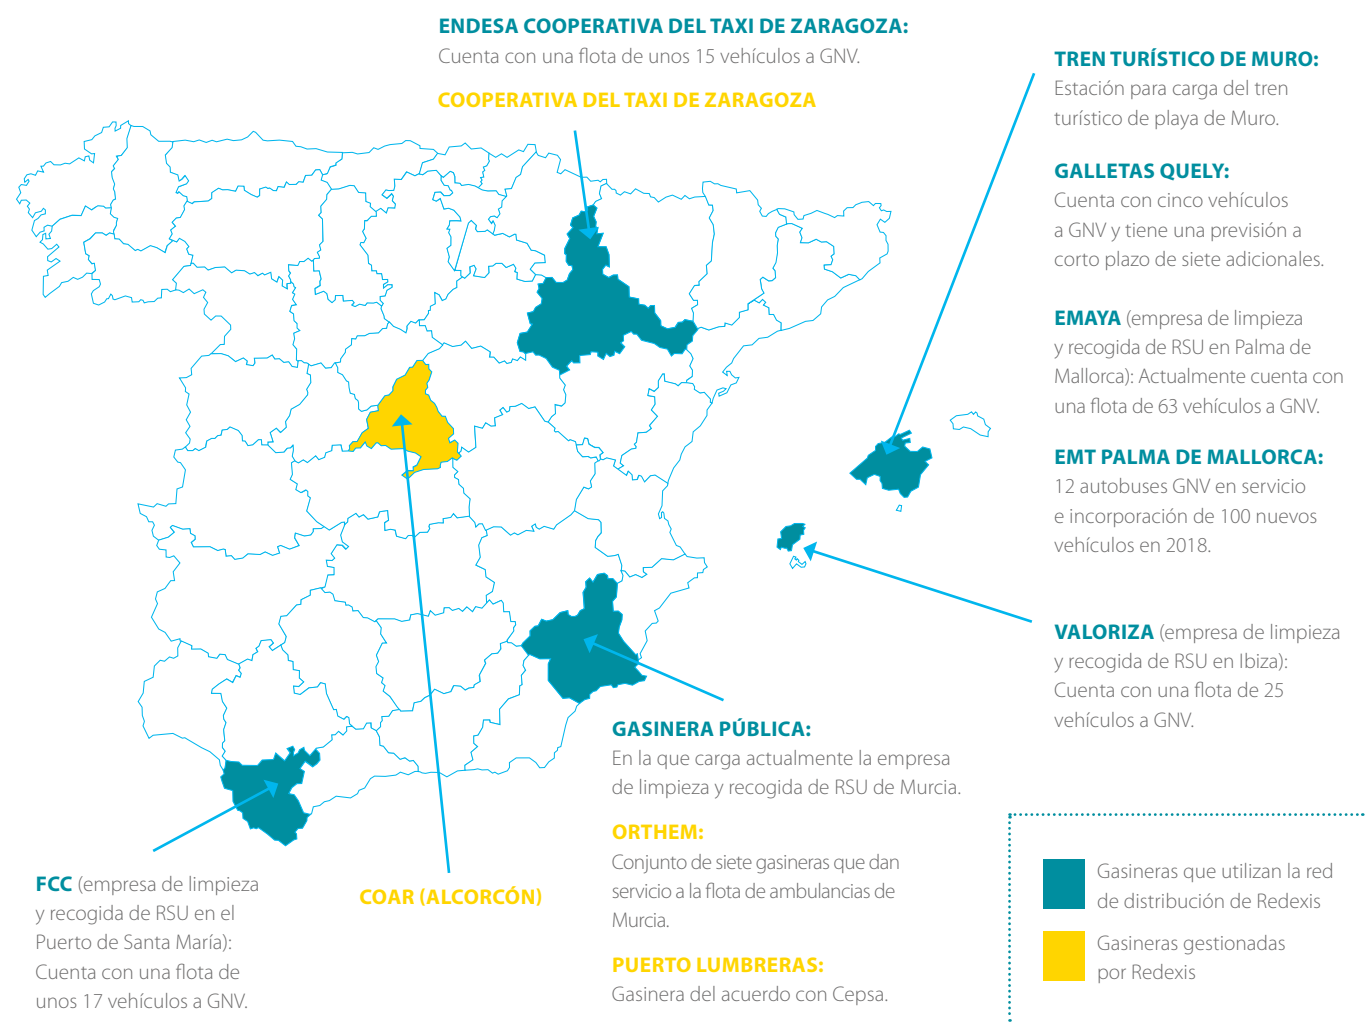 ENDESA COOPERATIVA DEL TAXI DE ZARAGOZA:
Cuenta con una flota de unos 15 vehículos a GNV.
COOPERATIVA DEL TAXI DE ZARAGOZA
TREN TURÍSTICO DE MURO:
Estación para carga del tren
turístico de playa de Muro.
GALLETAS QUELY:
Cuenta con cinco vehículos
a GNV y tiene una previsión a
corto plazo de siete adicionales.
EMAYA (empresa de limpieza
y recogida de RSU en Palma de
Mallorca): Actualmente cuenta con
una flota de 63 vehículos a GNV.
EMT PALMA DE MALLORCA:
12 autobuses GNV en servicio
e incorporación de 100 nuevos
vehículos en 2018.
VALORIZA (empresa de limpieza
y recogida de RSU en Ibiza):
Cuenta con una flota de 25
vehículos a GNV.
GASINERA PÚBLICA:
En la que carga actualmente la empresa
de limpieza y recogida de RSU de Murcia.
ORTHEM:
Conjunto de siete gasineras que dan
servicio a la flota de ambulancias de
Murcia.
PUERTO LUMBRERAS:
Gasinera del acuerdo con Cepsa.
COAR (ALCORCÓN)
FCC (empresa de limpieza
y recogida de RSU en el
Puerto de Santa María):
Cuenta con una flota de
unos 17 vehículos a GNV.
Gasineras que utilizan la red
de distribución de Redexis
Gasineras gestionadas
por Redexis